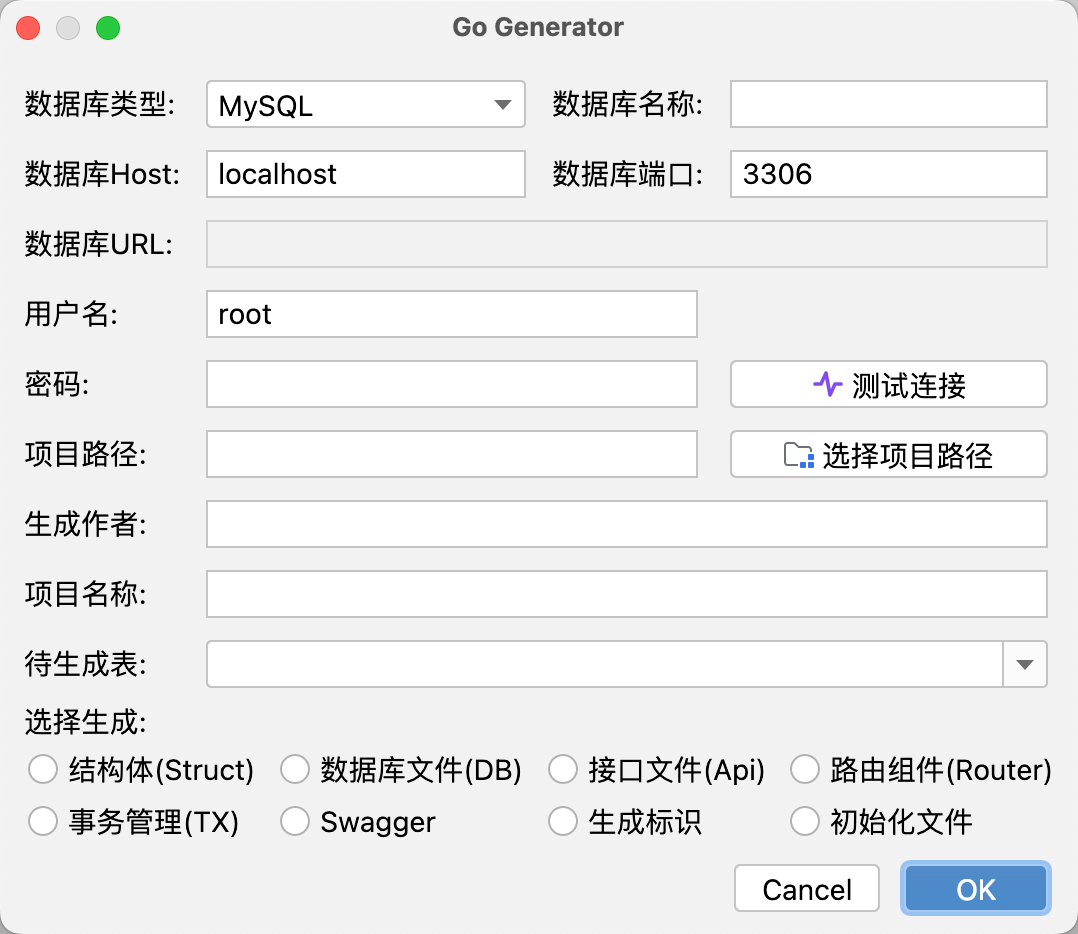 Go Generator
数据库类型: MySQL 数据库名称:
数据库Host: localhost 数据库端口: 3306
数据库URL:
用户名: root
密码: 测试连接
项目路径: 选择项目路径
生成作者:
项目名称:
待生成表:
选择生成:
结构体(Struct) 数据库文件(DB) 接口文件(Api) 路由组件(Router)
事务管理(TX) Swagger 生成标识 初始化文件
Cancel OK